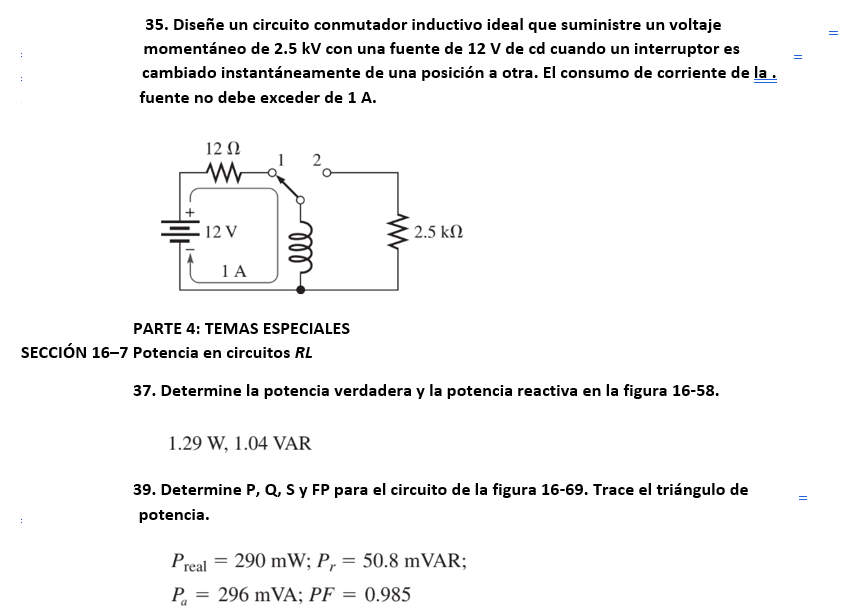 35. Diseñe un circuito conmutador inductivo ideal que suministre un voltaje
momentáneo de 2.5 kV con una fuente de 12 V de cd cuando un interruptor es
cambiado instantáneamente de una posición a otra. El consumo de corriente de la .
fuente no debe exceder de 1 A.
12 Ω
1 2
+
12 V
2.5 kΩ
−
1 A
PARTE 4: TEMAS ESPECIALES
SECCIÓN 16–7 Potencia en circuitos RL
37. Determine la potencia verdadera y la potencia reactiva en la figura 16-58.
1.29 W, 1.04 VAR
39. Determine P, Q, S y FP para el circuito de la figura 16-69. Trace el triángulo de
potencia.
P_real = 290 mW; P_r = 50.8 mVAR;
P_a = 296 mVA; PF = 0.985